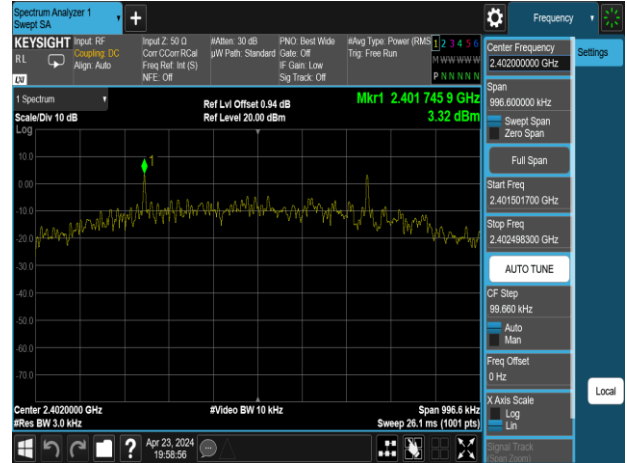 Spectrum Analyzer 1
Swept SA
+
Frequency
KEYSIGHT
RL
LXI
Input: RF
Coupling: DC
Align: Auto
Input Z: 50 Ω
Corr CCorr RCal
Freq Ref: Int (S)
NFE: Off
#Atten: 30 dB
µW Path: Standard
PNO: Best Wide
Gate: Off
IF Gain: Low
Sig Track: Off
#Avg Type: Power (RMS
Trig: Free Run
1 2 3 4 5 6
M W W W W W
P N N N N N
1 Spectrum
Scale/Div 10 dB
Log
Ref Lvl Offset 0.94 dB
Ref Level 20.00 dBm
Mkr1 2.401 745 9 GHz
3.32 dBm
1
10.0
0.00
-10.0
-20.0
-30.0
-40.0
-50.0
-60.0
-70.0
Center 2.4020000 GHz
#Res BW 3.0 kHz
#Video BW 10 kHz
Span 996.6 kHz
Sweep 26.1 ms (1001 pts)
?
Apr 23, 2024
19:58:56
Center Frequency
2.402000000 GHz
Span
996.600000 kHz
Swept Span
Zero Span
Full Span
Start Freq
2.401501700 GHz
Stop Freq
2.402498300 GHz
AUTO TUNE
CF Step
99.660 kHz
Auto
Man
Freq Offset
0 Hz
X Axis Scale
Log
Lin
Signal Track
(Span Zoom)
Settings
Local